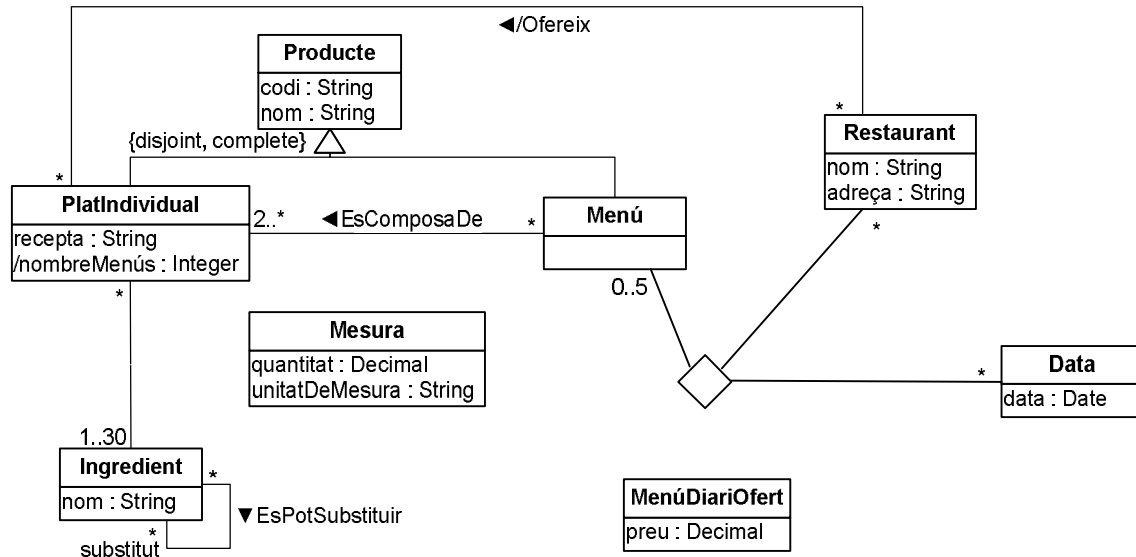 ◄/Ofereix
Producte
codi : String
nom : String
{disjoint, complete}
*
Restaurant
nom : String
adreça : String
*
PlatIndividual
recepta : String
/nombreMenús : Integer
2..*
◄EsComposaDe
*
Menú
*
0..5
*
Mesura
quantitat : Decimal
unitatDeMesura : String
*
Data
data : Date
1..30
Ingredient
nom : String
*
▼EsPotSubstituir
*
substitut
MenúDiariOfert
preu : Decimal